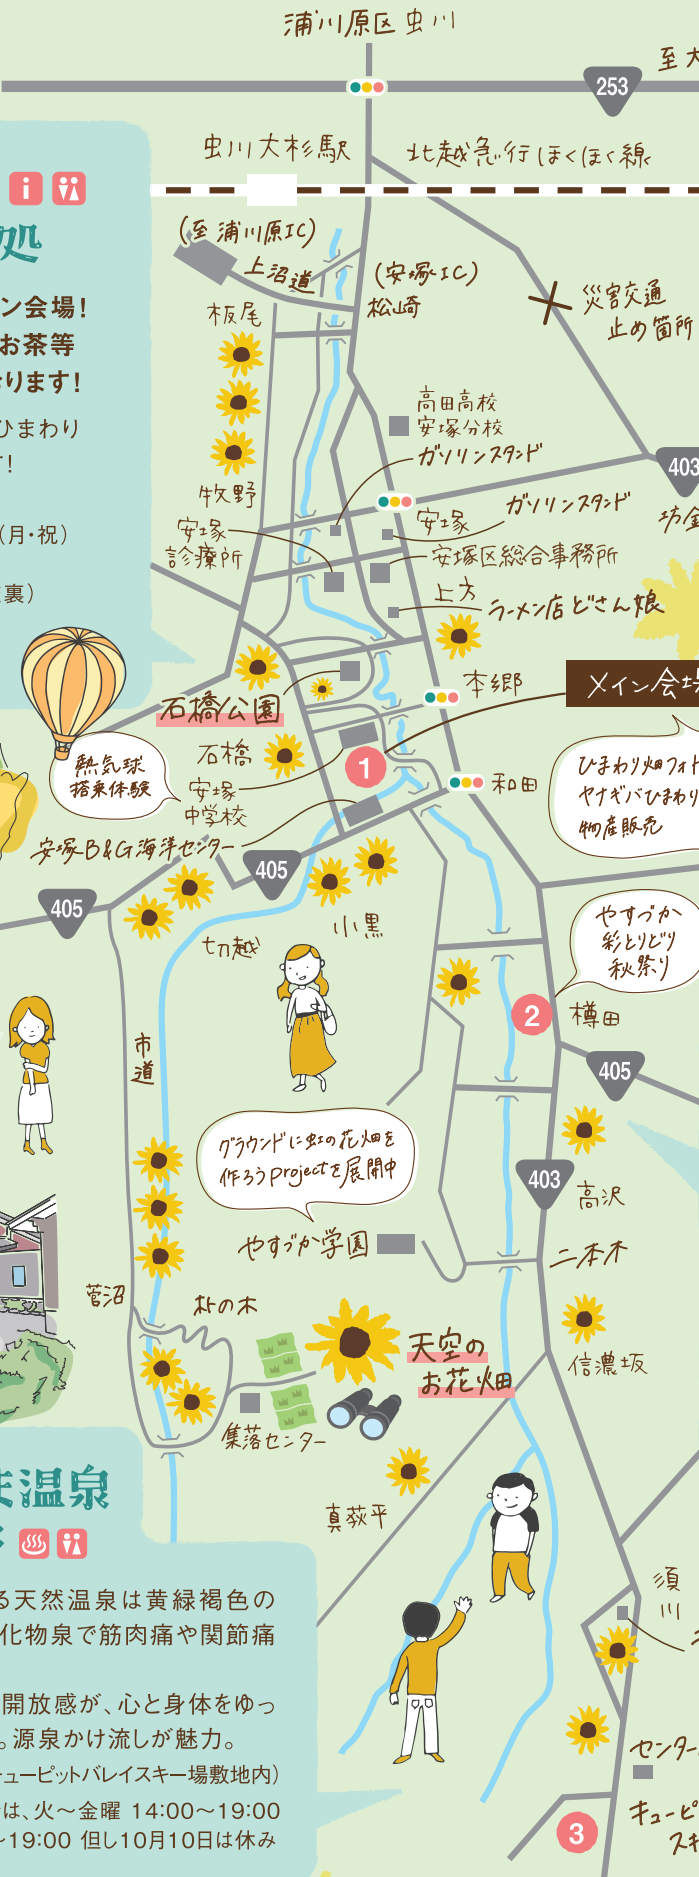 浦川原区 虫川
至 大
253
虫川大杉駅
北越急行 ほくほく線
処
(至 浦川原IC)
上沼道
(安塚IC)
松崎
災害交通
止め箇所
ン会場!
お茶等
ります!
板尾
高田高校
安塚分校
ひまわり
ガソリンスタンド
403
牧野
ガソリンスタンド
安塚
(月・祝)
安塚
診療所
安塚区総合事務所
裏)
上方
ラーメン店 どさん娘
本郷
メイン会場
石橋公園
石橋
熱気球
搭乗体験
1
ひまわり畑フォト
ヤナギバひまわり
物産販売
安塚
中学校
和田
安塚B&G海洋センター
405
405
小黒
切越
やすづか
彩とりどり
秋祭り
2
樽田
市道
405
グラウンドに虹の花畑を
作ろうprojectを展開中
403
高沢
やすづか学園
二本木
菅沼
朴の木
天空の
お花畑
信濃坂
集落センター
真荻平
温泉
る天然温泉は黄緑褐色の
化物泉で筋肉痛や関節痛
須川
開放感が、心と身体をゆっ
。源泉かけ流しが魅力。
キューピットバレイスキー場敷地内)
は、火〜金曜 14:00〜19:00
〜19:00 但し10月10日は休み
センター
キューピ
スキ
3